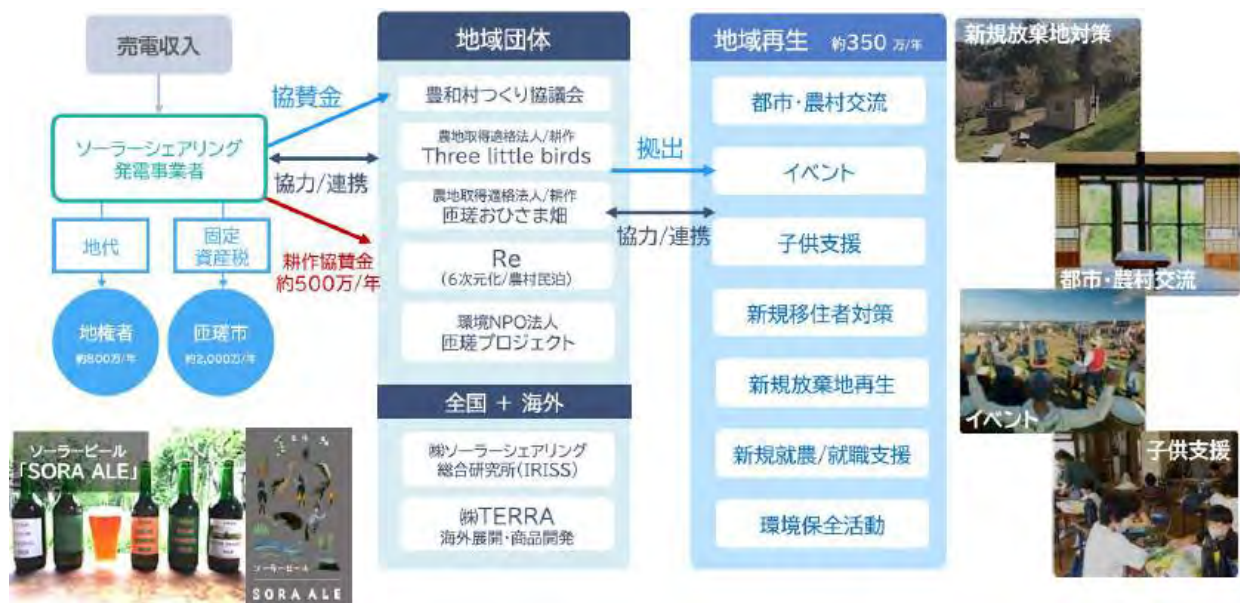 売電収入
ソーラーシェアリング
発電事業者
協賛金
協力/連携
耕作協賛金
約500万/年
地代
固定
資産税
地権者
約800万/年
匝瑳市
約2,000万/年
ソーラービール
「SORA ALE」
ソーラービール
SORA ALE
地域団体
豊和村つくり協議会
農地取得適格法人/耕作
Three little birds
農地取得適格法人/耕作
匝瑳おひさま畑
Re
(6次元化/農村民泊)
環境NPO法人
匝瑳プロジェクト
全国 + 海外
㈱ソーラーシェアリング
総合研究所(IRISS)
㈱TERRA
海外展開・商品開発
拠出
協力/連携
地域再生 約350 万/年
都市・農村交流
イベント
子供支援
新規移住者対策
新規放棄地再生
新規就農/就職支援
環境保全活動
新規放棄地対策
都市・農村交流
イベント
子供支援